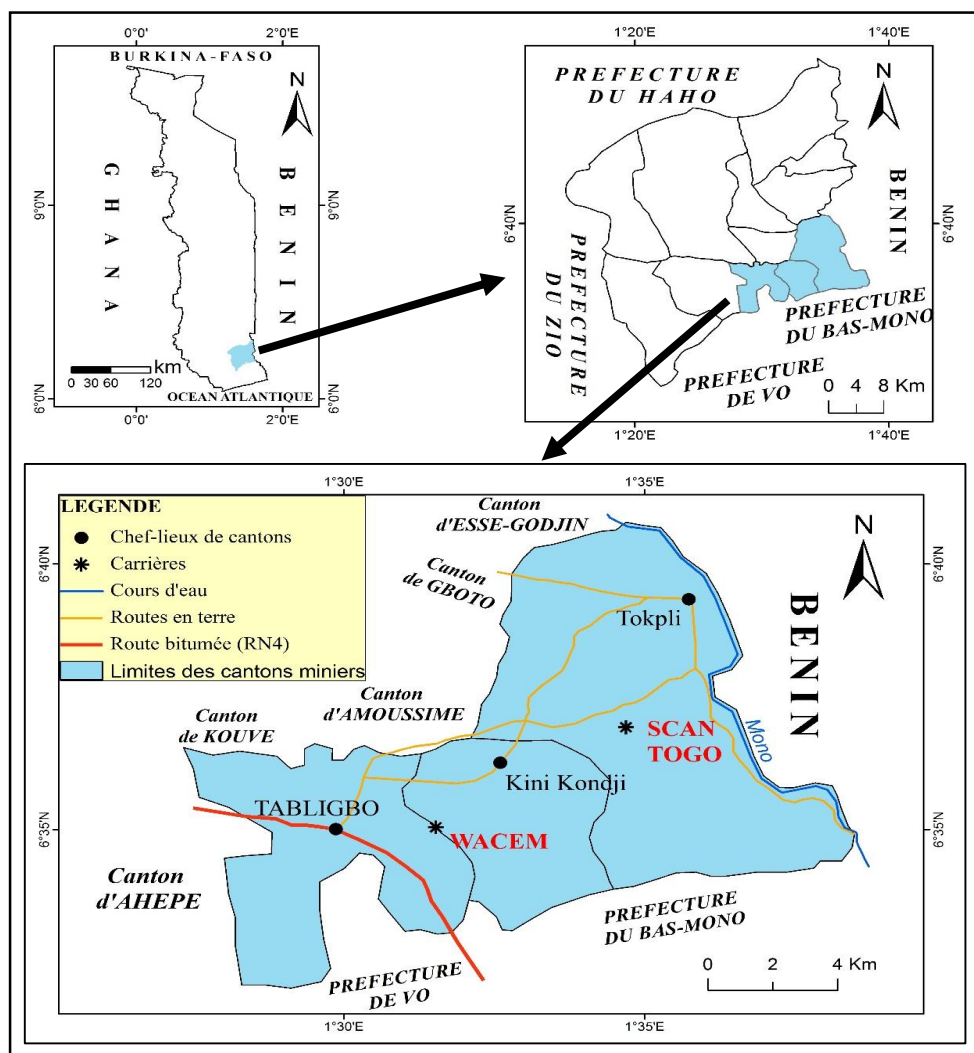 0°0'
2°0'E
BURKINA-FASO
N
GHANA
BENIN
9°0'N
9°0'N
6°0'N
6°0'N
km
0 30 60 120
OCEAN ATLANTIQUE
0°0'
2°0'E
1°20'E
1°40'E
PREFECTURE
DU HAHO
N
BENIN
6°40'N
6°40'N
PREFECTURE
DU ZIO
PREFECTURE
DU BAS-MONO
PREFECTURE
DE VO
0 4 8 Km
1°20'E
1°40'E
1°30'E
1°35'E
LEGENDE
Chef-lieux de cantons
Carrières
Cours d'eau
Routes en terre
Route bitumée (RN4)
Limites des cantons miniers
Canton
d'ESSE-GODJIN
N
6°40'N
6°40'N
Canton
de GBOTO
Tokpli
BENIN
Canton
d'AMOUSSIME
Canton
de KOUVE
SCAN
TOGO
Mono
Kini Kondji
TABLIGBO
6°35'N
6°35'N
WACEM
Canton
d'AHEPE
PREFECTURE
DU BAS-MONO
PREFECTURE
DE VO
0 2 4 Km
1°30'E
1°35'E